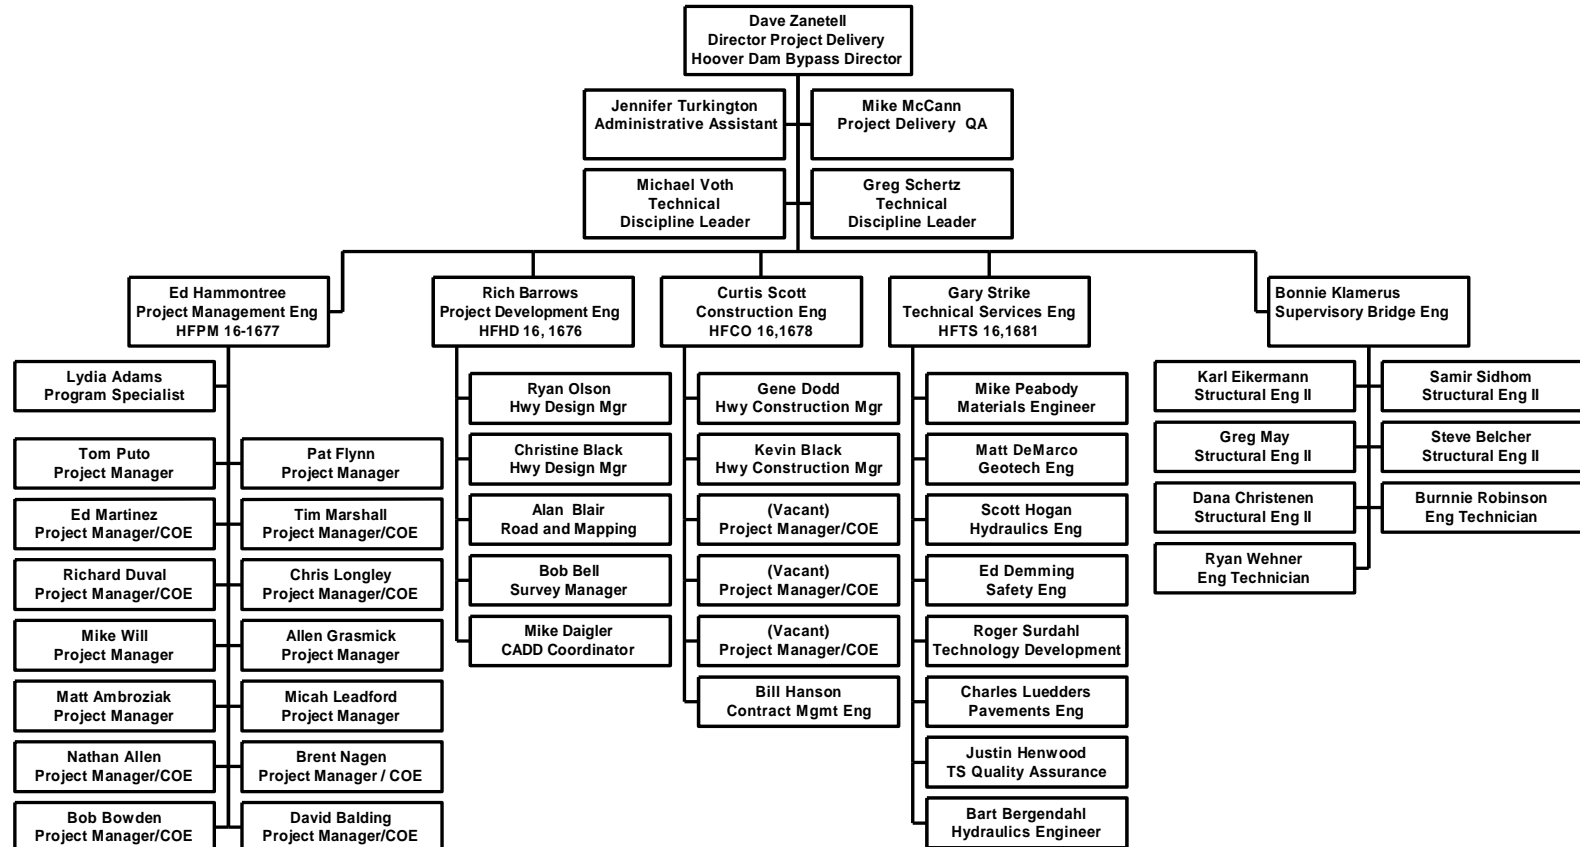 Dave Zanetell
Director Project Delivery
Hoover Dam Bypass Director
Jennifer Turkington
Administrative Assistant
Mike McCann
Project Delivery QA
Michael Voth
Technical
Discipline Leader
Greg Schertz
Technical
Discipline Leader
Ed Hammontree
Project Management Eng
HFPM 16-1677
Rich Barrows
Project Development Eng
HFHD 16, 1676
Curtis Scott
Construction Eng
HFCO 16,1678
Gary Strike
Technical Services Eng
HFTS 16,1681
Bonnie Klamerus
Supervisory Bridge Eng
Lydia Adams
Program Specialist
Tom Puto
Project Manager
Pat Flynn
Project Manager
Ed Martinez
Project Manager/COE
Tim Marshall
Project Manager/COE
Richard Duval
Project Manager/COE
Chris Longley
Project Manager/COE
Mike Will
Project Manager
Allen Grasmick
Project Manager
Matt Ambroziak
Project Manager
Micah Leadford
Project Manager
Nathan Allen
Project Manager/COE
Brent Nagen
Project Manager / COE
Bob Bowden
Project Manager/COE
David Balding
Project Manager/COE
Ryan Olson
Hwy Design Mgr
Christine Black
Hwy Design Mgr
Alan Blair
Road and Mapping
Bob Bell
Survey Manager
Mike Daigler
CADD Coordinator
Gene Dodd
Hwy Construction Mgr
Kevin Black
Hwy Construction Mgr
(Vacant)
Project Manager/COE
(Vacant)
Project Manager/COE
(Vacant)
Project Manager/COE
Bill Hanson
Contract Mgmt Eng
Mike Peabody
Materials Engineer
Matt DeMarco
Geotech Eng
Scott Hogan
Hydraulics Eng
Ed Demming
Safety Eng
Roger Surdahl
Technology Development
Charles Luedders
Pavements Eng
Justin Henwood
TS Quality Assurance
Bart Bergendahl
Hydraulics Engineer
Karl Eikermann
Structural Eng II
Samir Sidhom
Structural Eng II
Greg May
Structural Eng II
Steve Belcher
Structural Eng II
Dana Christenen
Structural Eng II
Burnnie Robinson
Eng Technician
Ryan Wehner
Eng Technician